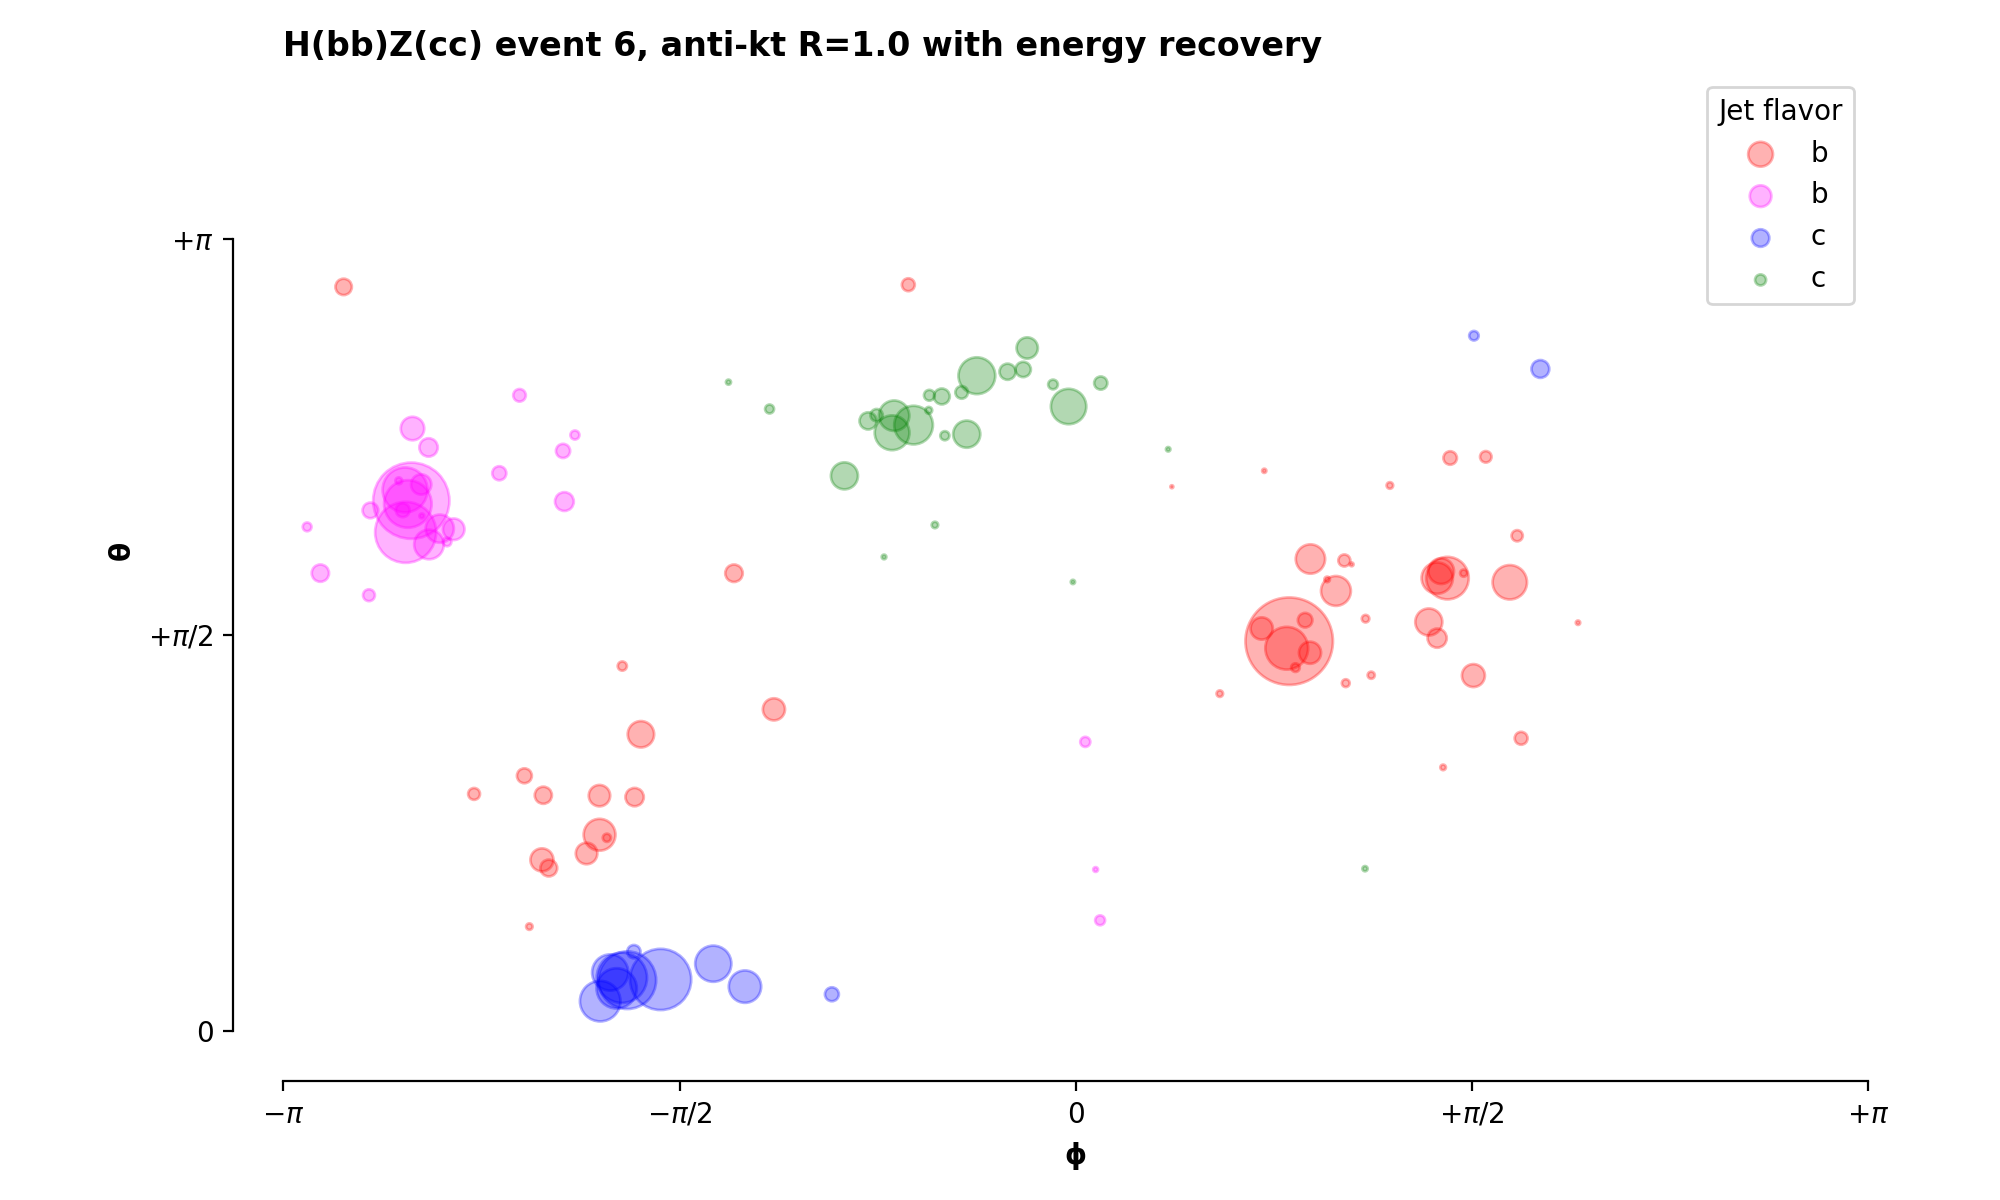 H(bb)Z(cc) event 6, anti-kt R=1.0 with energy recovery
Jet flavor
b
b
c
c
+π
+π/2
0
θ
−π
−π/2
0
+π/2
+π
ϕ